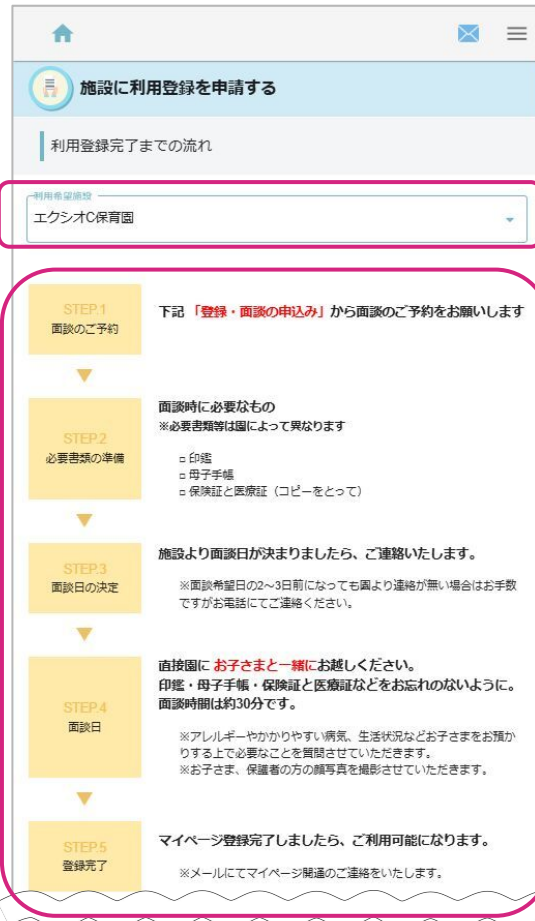 施設に利用登録を申請する
利用登録完了までの流れ
利用希望施設
エクシオC保育園
STEP.1
面談のご予約
下記 「登録・面談の申込み」から面談のご予約をお願いします
STEP.2
必要書類の準備
面談時に必要なもの
※必要書類等は園によって異なります
□ 印鑑
□ 母子手帳
□ 保険証と医療証（コピーをとって）
STEP.3
面談日の決定
施設より面談日が決まりましたら、ご連絡いたします。
※面談希望日の2～3日前になっても園より連絡が無い場合はお手数
ですがお電話にてご連絡ください。
STEP.4
面談日
直接園に お子さまと一緒にお越しください。
印鑑・母子手帳・保険証と医療証などをお忘れのないように。
面談時間は約30分です。
※アレルギーやかかりやすい病気、生活状況などお子さまをお預か
りする上で必要なことを質問させていただきます。
※お子さま、保護者の方の顔写真を撮影させていただきます。
STEP.5
登録完了
マイページ登録完了しましたら、ご利用可能になります。
※メールにてマイページ開通のご連絡をいたします。